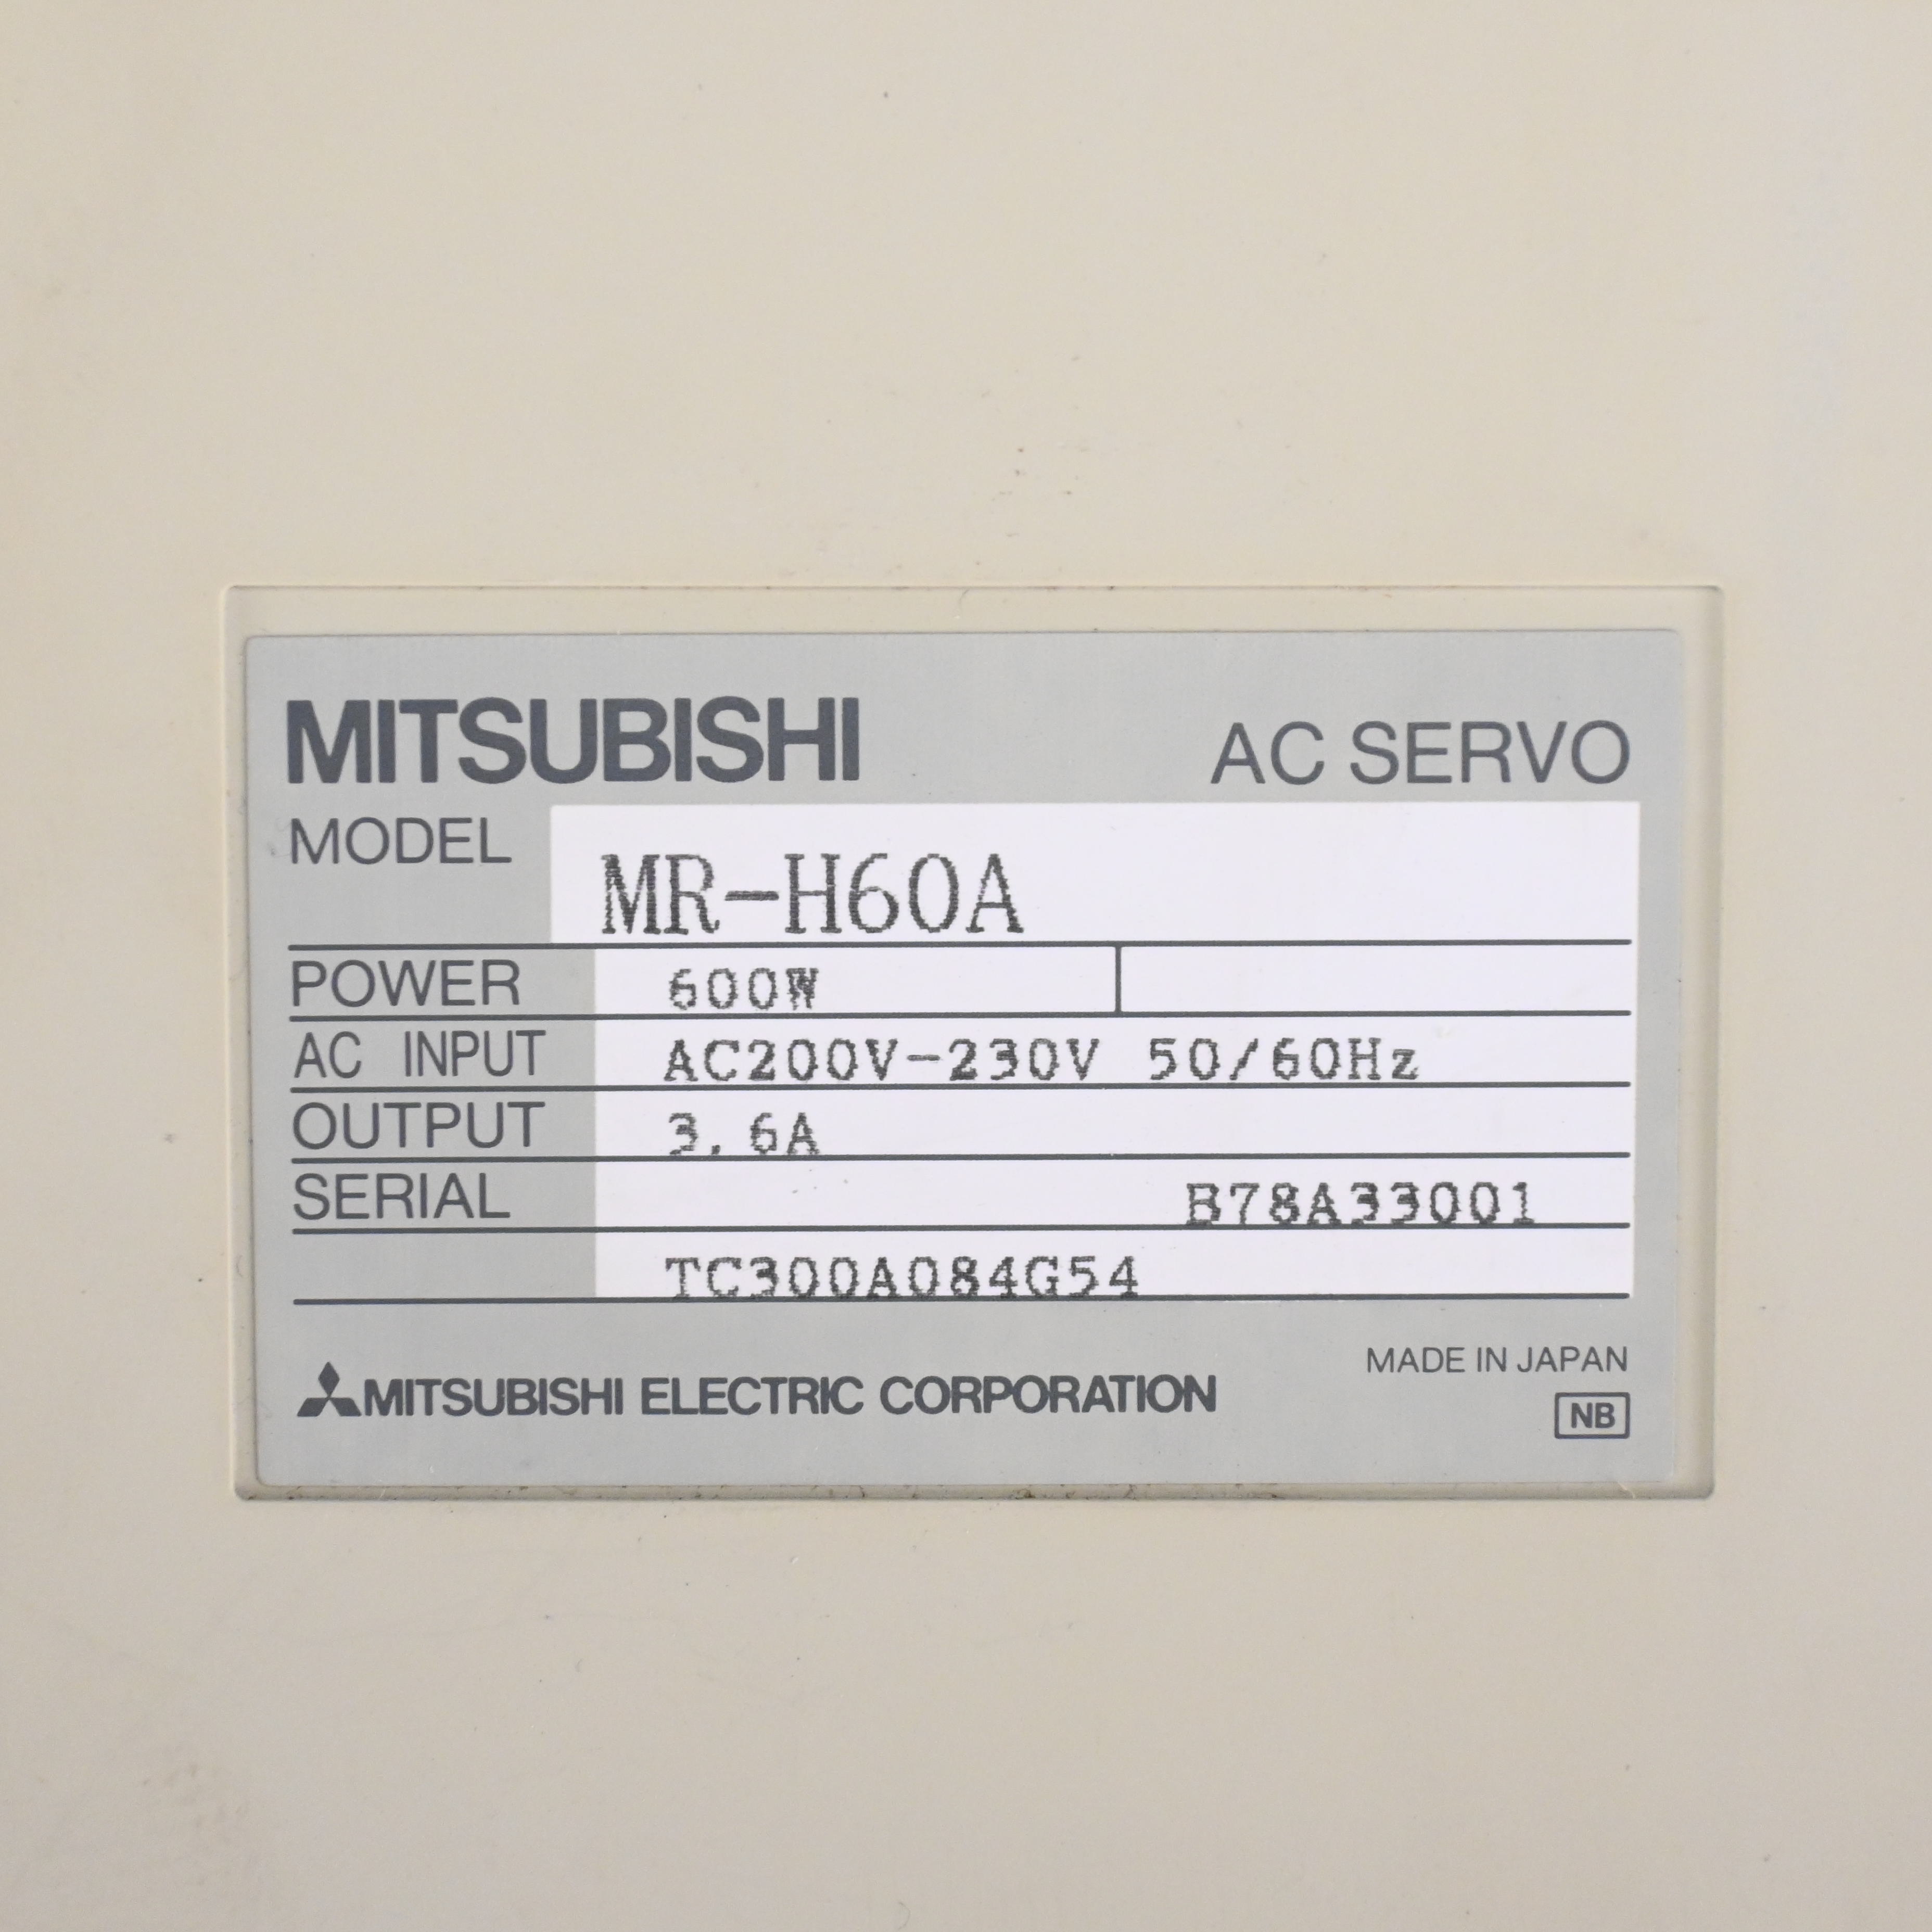 MITSUBISHI AC SERVO
MODEL MR-H60A
POWER 600W
AC INPUT AC200V-230V 50/60Hz
OUTPUT 3.6A
SERIAL B78A33001
TC300A084G54
MITSUBISHI ELECTRIC CORPORATION
MADE IN JAPAN
NB